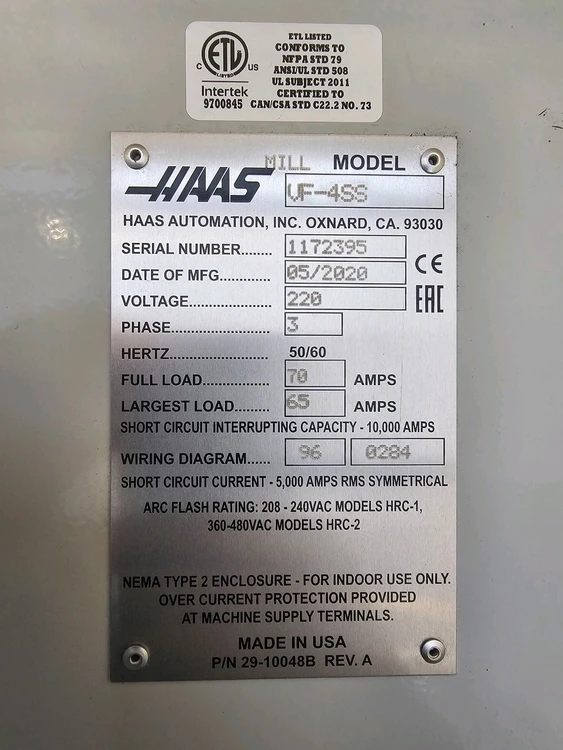 ETL LISTED
CONFORMS TO
NFPA STD 79
ANSI/UL STD 508
UL SUBJECT 2011
CERTIFIED TO
CAN/CSA STD C22.2 NO. 73
ETL
LISTED
C US
Intertek
9700845
MILL MODEL
HAAS VF-4SS
HAAS AUTOMATION, INC. OXNARD, CA. 93030
SERIAL NUMBER........ 1172395
DATE OF MFG............ 05/2020
CE
VOLTAGE.................... 220
EAC
PHASE........................ 3
HERTZ........................ 50/60
FULL LOAD................ 70 AMPS
LARGEST LOAD......... 65 AMPS
SHORT CIRCUIT INTERRUPTING CAPACITY - 10,000 AMPS
WIRING DIAGRAM...... 96 0284
SHORT CIRCUIT CURRENT - 5,000 AMPS RMS SYMMETRICAL
ARC FLASH RATING: 208 - 240VAC MODELS HRC-1,
360-480VAC MODELS HRC-2
NEMA TYPE 2 ENCLOSURE - FOR INDOOR USE ONLY.
OVER CURRENT PROTECTION PROVIDED
AT MACHINE SUPPLY TERMINALS.
MADE IN USA
P/N 29-10048B REV. A